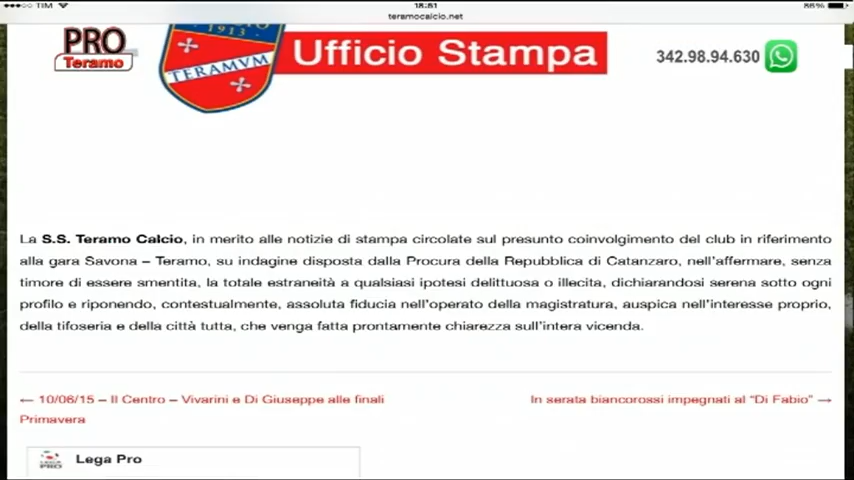 TIM
18:51
86%
teramocalcio.net
PRO
Teramo
1913
TERAMVM
Ufficio Stampa
342.98.94.630
La S.S. Teramo Calcio, in merito alle notizie di stampa circolate sul presunto coinvolgimento del club in riferimento
alla gara Savona – Teramo, su indagine disposta dalla Procura della Repubblica di Catanzaro, nell'affermare, senza
timore di essere smentita, la totale estraneità a qualsiasi ipotesi delittuosa o illecita, dichiarandosi serena sotto ogni
profilo e riponendo, contestualmente, assoluta fiducia nell'operato della magistratura, auspica nell'interesse proprio,
della tifoseria e della città tutta, che venga fatta prontamente chiarezza sull'intera vicenda.
← 10/06/15 – Il Centro – Vivarini e Di Giuseppe alle finali
Primavera
In serata biancorossi impegnati al “Di Fabio” →
LEGA
PRO
Lega Pro